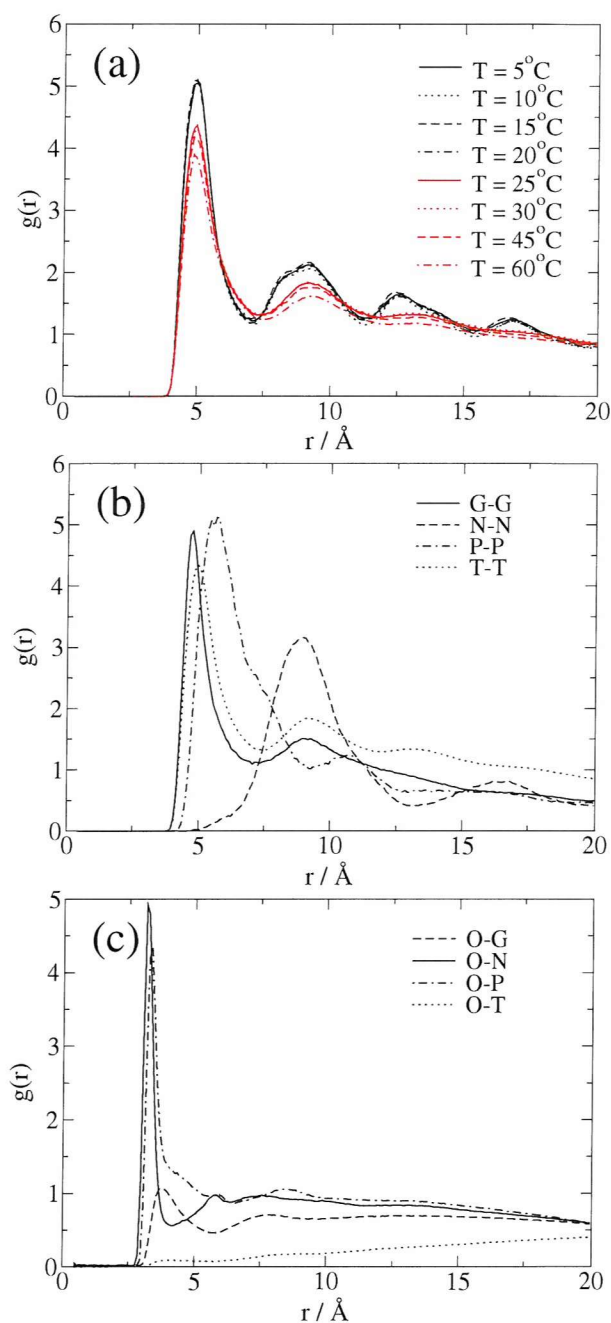 (a)
T = 5°C
T = 10°C
T = 15°C
T = 20°C
T = 25°C
T = 30°C
T = 45°C
T = 60°C
g(r)
6
5
4
3
2
1
0
5
10
15
20
r / Å
(b)
G-G
N-N
P-P
T-T
g(r)
6
5
4
3
2
1
0
0
5
10
15
20
r / Å
(c)
O-G
O-N
O-P
O-T
g(r)
5
4
3
2
1
0
0
5
10
15
20
r / Å